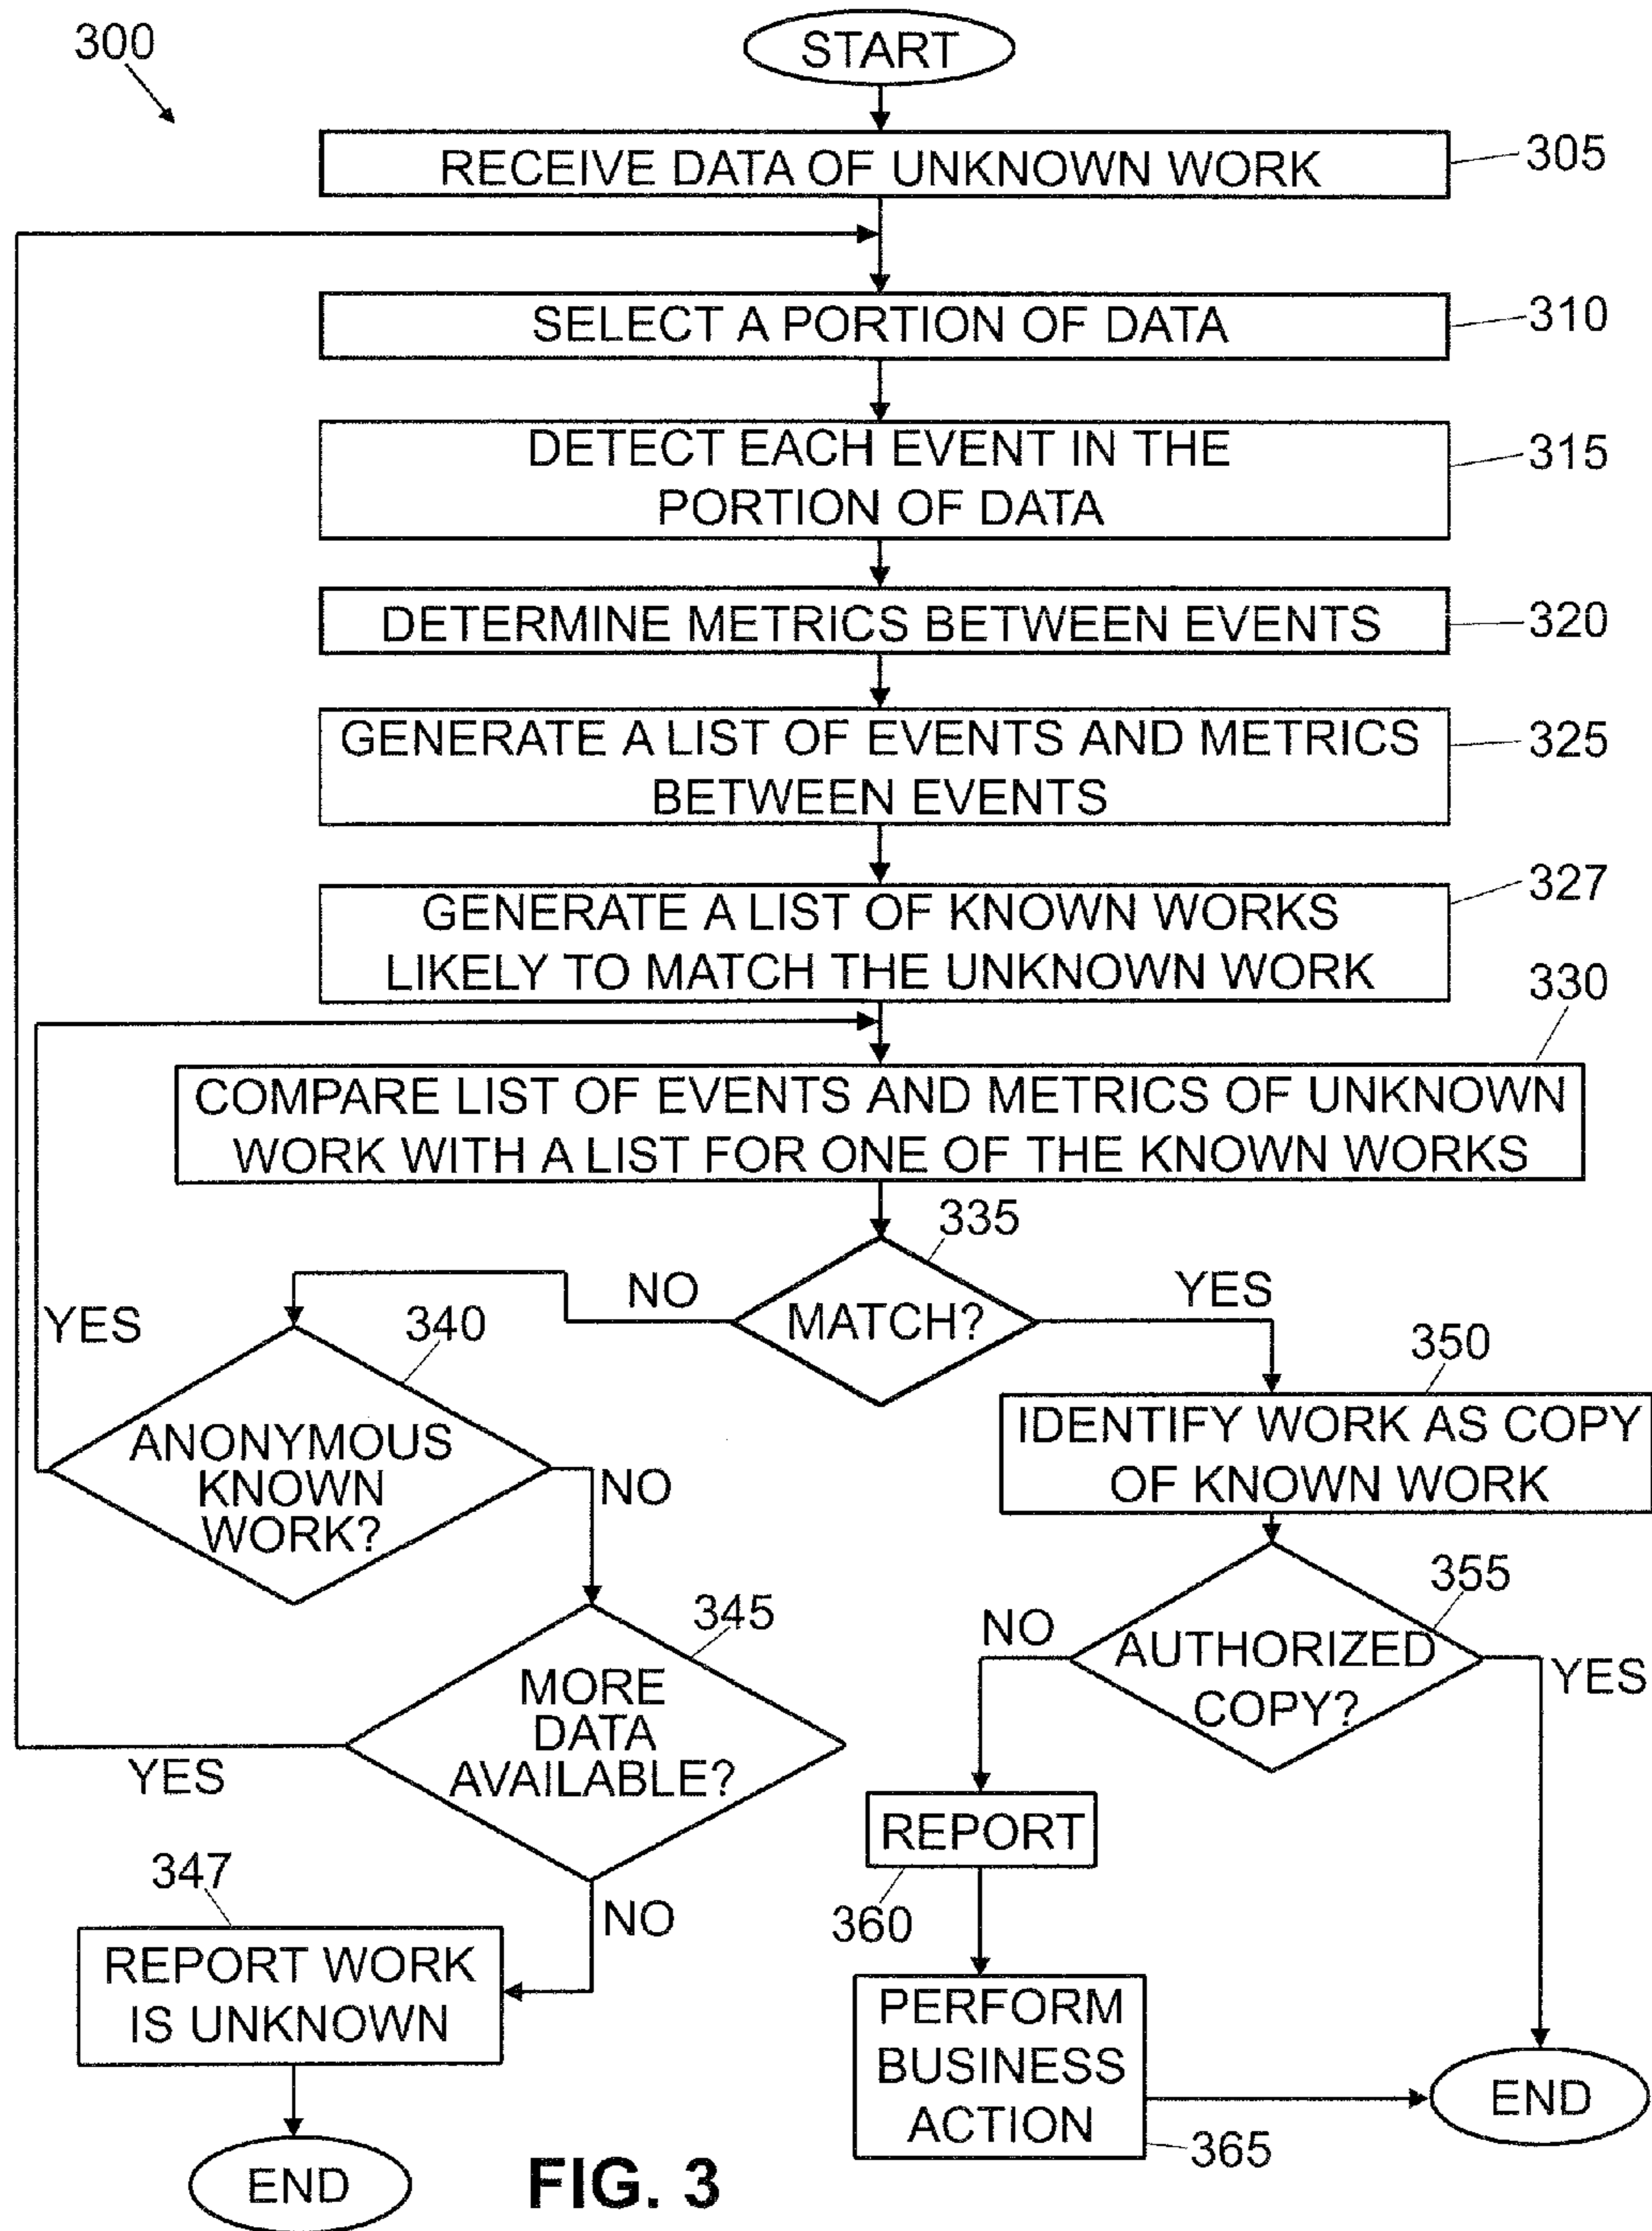 300
START
RECEIVE DATA OF UNKNOWN WORK
305
SELECT A PORTION OF DATA
310
DETECT EACH EVENT IN THE
PORTION OF DATA
315
DETERMINE METRICS BETWEEN EVENTS
320
GENERATE A LIST OF EVENTS AND METRICS
BETWEEN EVENTS
325
GENERATE A LIST OF KNOWN WORKS
LIKELY TO MATCH THE UNKNOWN WORK
327
330
COMPARE LIST OF EVENTS AND METRICS OF UNKNOWN
WORK WITH A LIST FOR ONE OF THE KNOWN WORKS
335
MATCH?
NO
YES
YES
340
ANONYMOUS
KNOWN
WORK?
NO
350
IDENTIFY WORK AS COPY
OF KNOWN WORK
345
MORE
DATA
AVAILABLE?
YES
NO
355
AUTHORIZED
COPY?
NO
YES
347
REPORT WORK
IS UNKNOWN
END
REPORT
360
PERFORM
BUSINESS
ACTION
365
END
FIG. 3